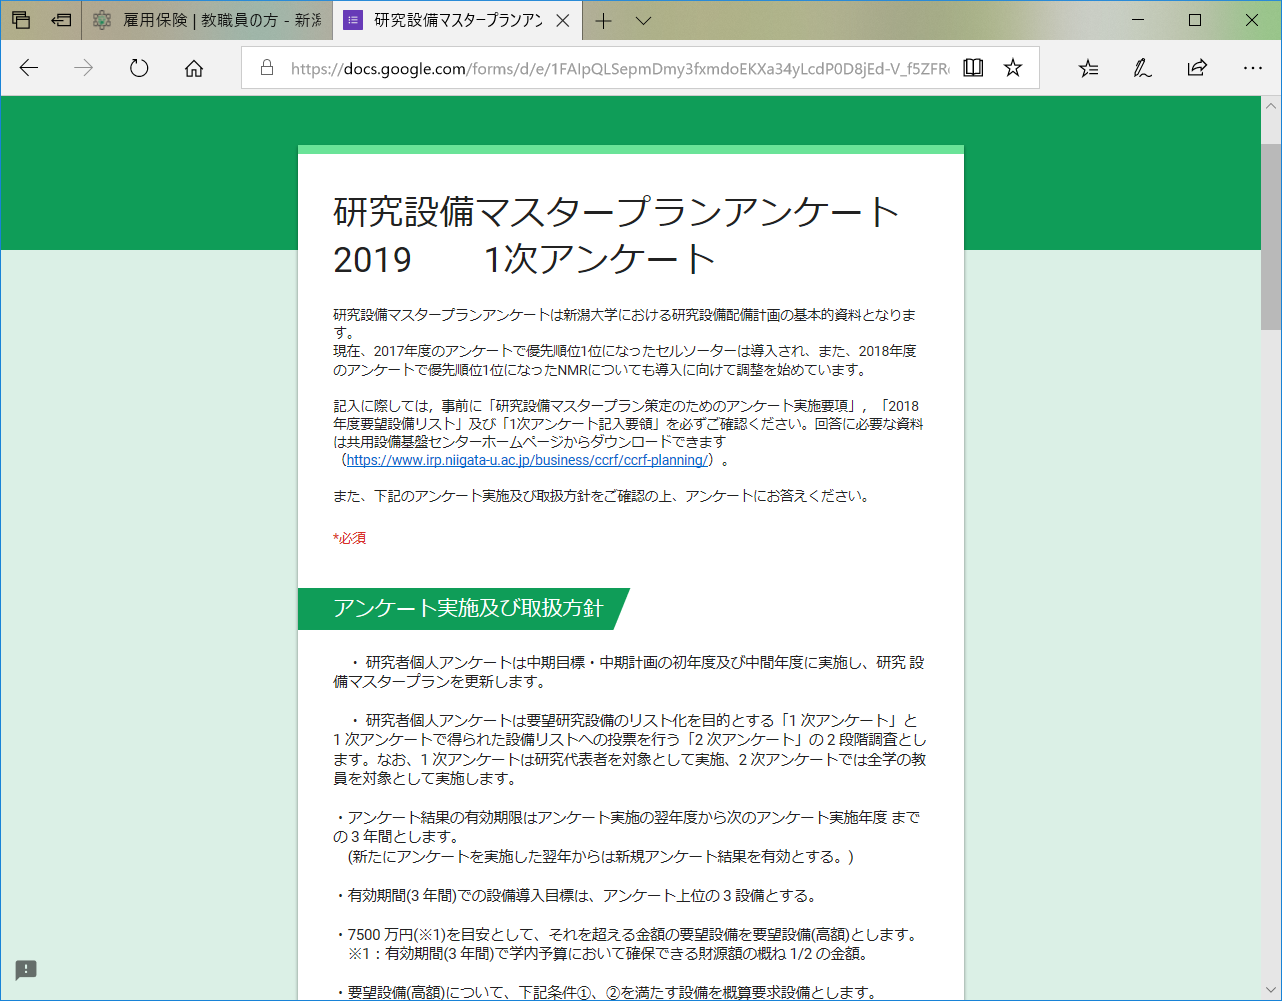 雇用保険 | 教職員の方 - 新潟
研究設備マスタープランアン
https://docs.google.com/forms/d/e/1FAIpQLSepmDmy3fxmdoEKXa34yLcdP0D8jEd-V_f5ZFR
研究設備マスタープランアンケート
2019　　1次アンケート
研究設備マスタープランアンケートは新潟大学における研究設備配備計画の基本的資料となりま
す。
現在、2017年度のアンケートで優先順位1位になったセルソーターは導入され、また、2018年度
のアンケートで優先順位1位になったNMRについても導入に向けて調整を始めています。
記入に際しては，事前に「研究設備マスタープラン策定のためのアンケート実施要項」，「2018
年度要望設備リスト」及び「1次アンケート記入要領」を必ずご確認ください。回答に必要な資料
は共用設備基盤センターホームページからダウンロードできます
（https://www.irp.niigata-u.ac.jp/business/ccrf/ccrf-planning/）。
また、下記のアンケート実施及び取扱方針をご確認の上、アンケートにお答えください。
*必須
アンケート実施及び取扱方針
・ 研究者個人アンケートは中期目標・中期計画の初年度及び中間年度に実施し、研究 設
備マスタープランを更新します。
・ 研究者個人アンケートは要望研究設備のリスト化を目的とする「1 次アンケート」と
1 次アンケートで得られた設備リストへの投票を行う「2 次アンケート」の 2 段階調査とし
ます。なお、1 次アンケートは研究代表者を対象として実施、2 次アンケートでは全学の教
員を対象として実施します。
・アンケート結果の有効期限はアンケート実施の翌年度から次のアンケート実施年度 まで
の 3 年間とします。
(新たにアンケートを実施した翌年からは新規アンケート結果を有効とする。)
・有効期間(3 年間)での設備導入目標は、アンケート上位の 3 設備とする。
・7500 万円(※1)を目安として、それを超える金額の要望設備を要望設備(高額)とします。
※1：有効期間(3 年間)で学内予算において確保できる財源額の概ね 1/2 の金額。
・要望設備(高額)について、下記条件①、②を満たす設備を概算要求設備とします。